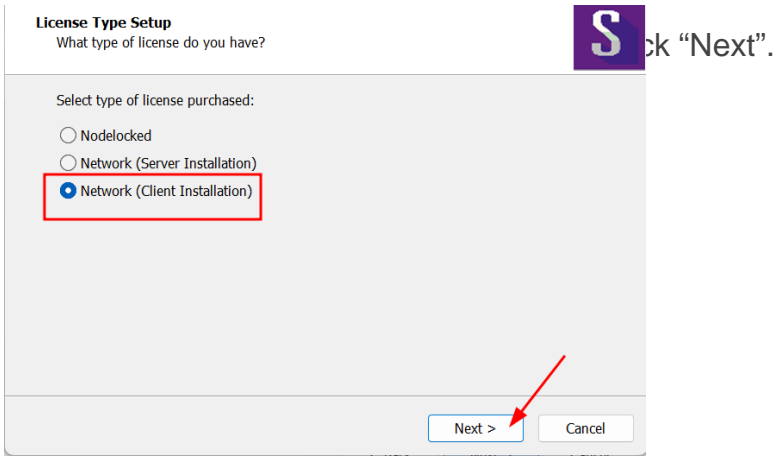 License Type Setup
What type of license do you have?
S
“Next”.
Select type of license purchased:
Nodelocked
Network (Server Installation)
Network (Client Installation)
Next >
Cancel